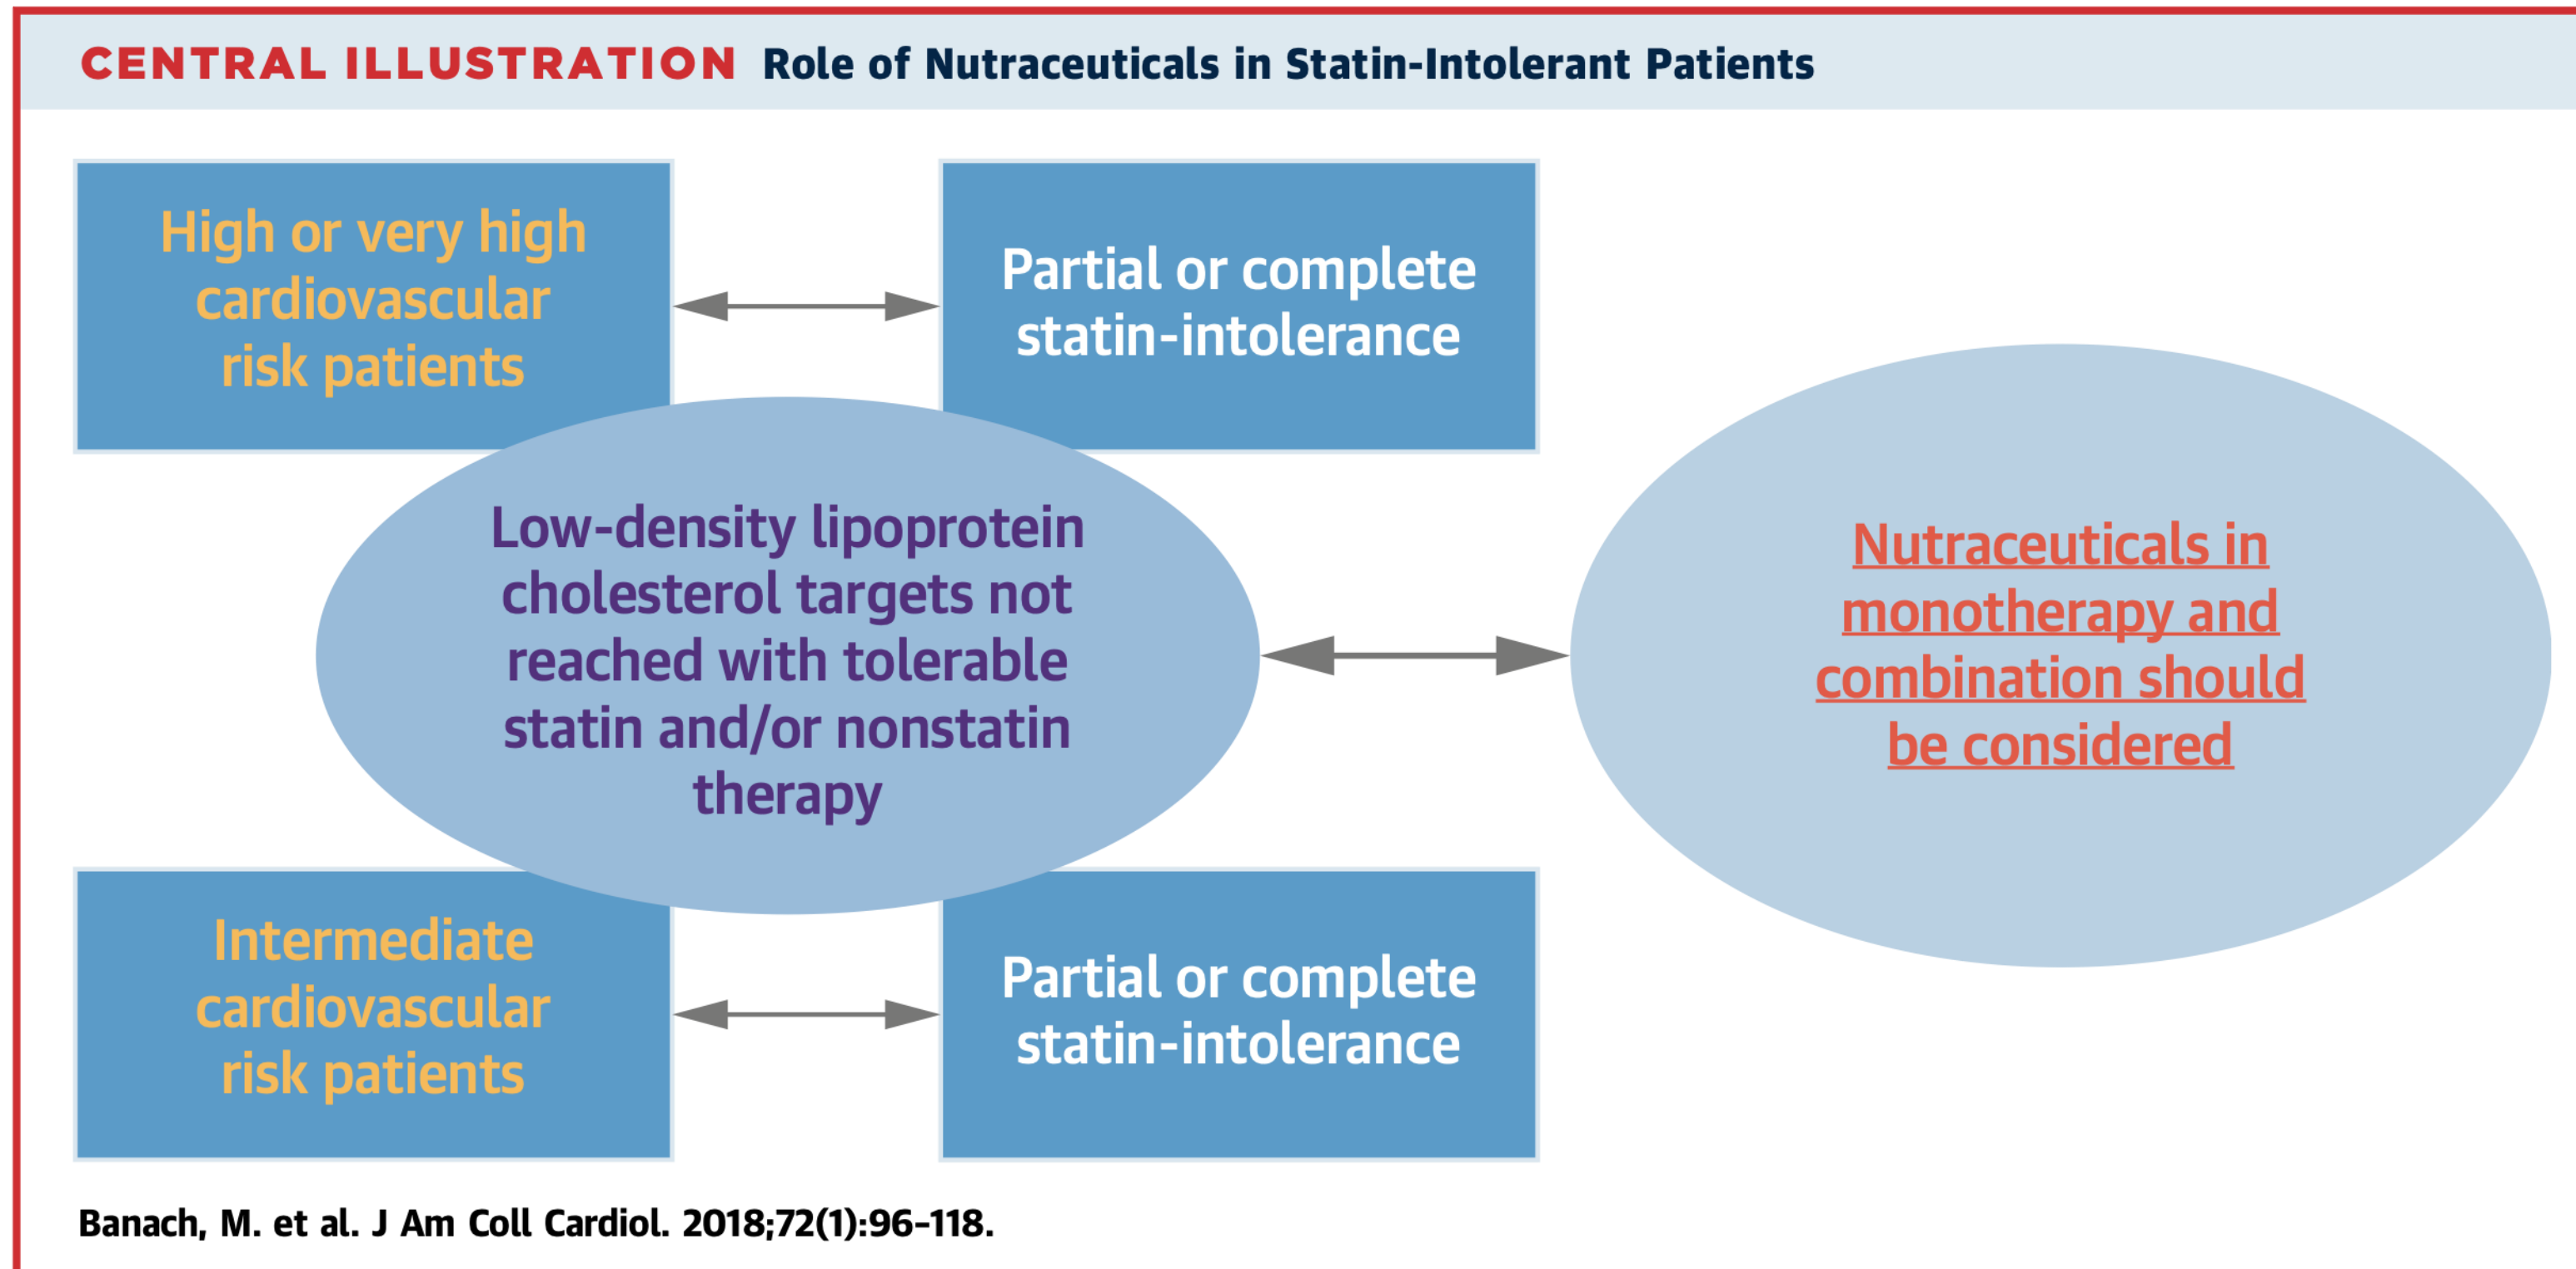 CENTRAL ILLUSTRATION Role of Nutraceuticals in Statin-Intolerant Patients
High or very high
cardiovascular
risk patients
Partial or complete
statin-intolerance
Low-density lipoprotein
cholesterol targets not
reached with tolerable
statin and/or nonstatin
therapy
Nutraceuticals in
monotherapy and
combination should
be considered
Intermediate
cardiovascular
risk patients
Partial or complete
statin-intolerance
Banach, M. et al. J Am Coll Cardiol. 2018;72(1):96–118.